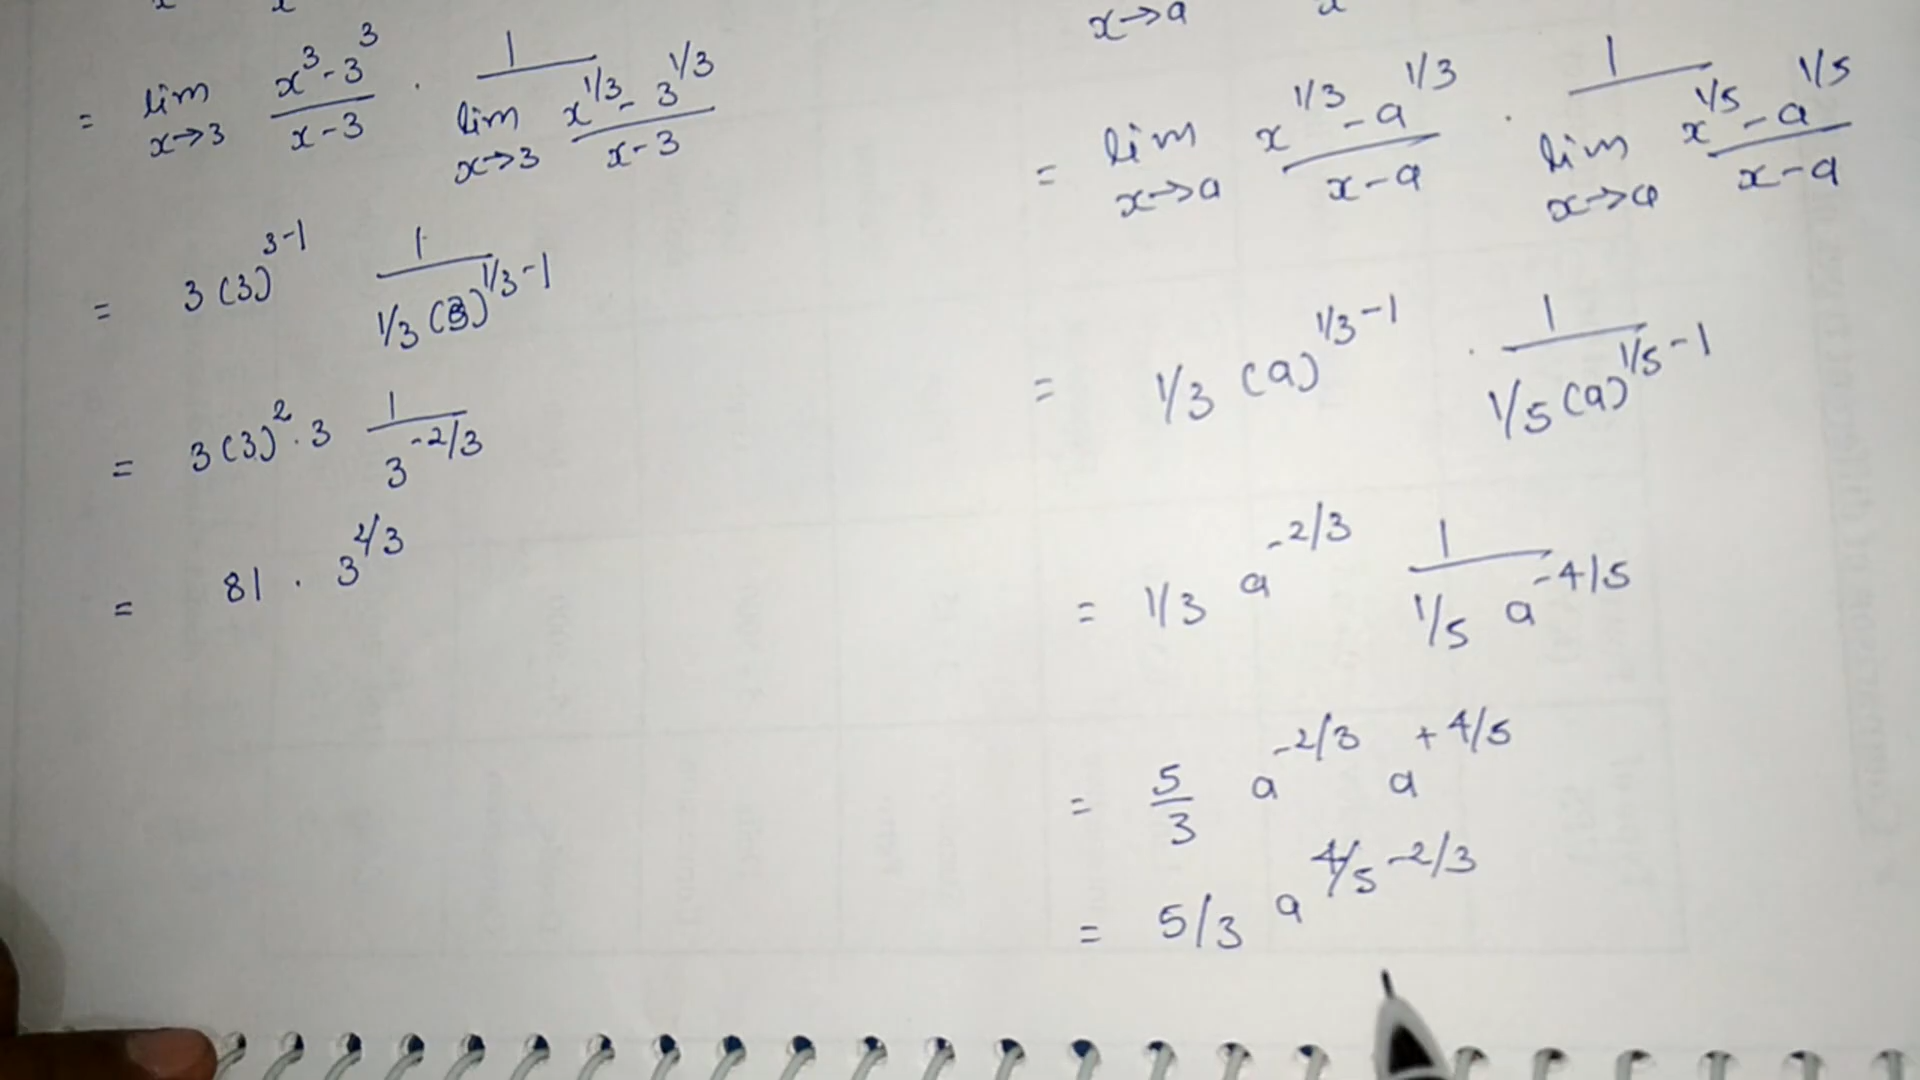 = lim x→3 x³-3³ / x-3 · 1 / lim x→3 x^1/3 - 3^1/3 / x-3
= 3(3)^3-1 1 / 1/3 (3)^1/3-1
= 3(3)² · 3 1 / 3^-2/3
= 81 · 3^2/3
x→a x
= lim x→a x^1/3 - a^1/3 / x-a · 1 / lim x→a x^1/5 - a^1/5 / x-a
= 1/3 (a)^1/3-1 · 1 / 1/5 (a)^1/5-1
= 1/3 a^-2/3 1 / 1/5 a^-4/5
= 5/3 a^-2/3 a^+4/5
= 5/3 a^4/5-2/3